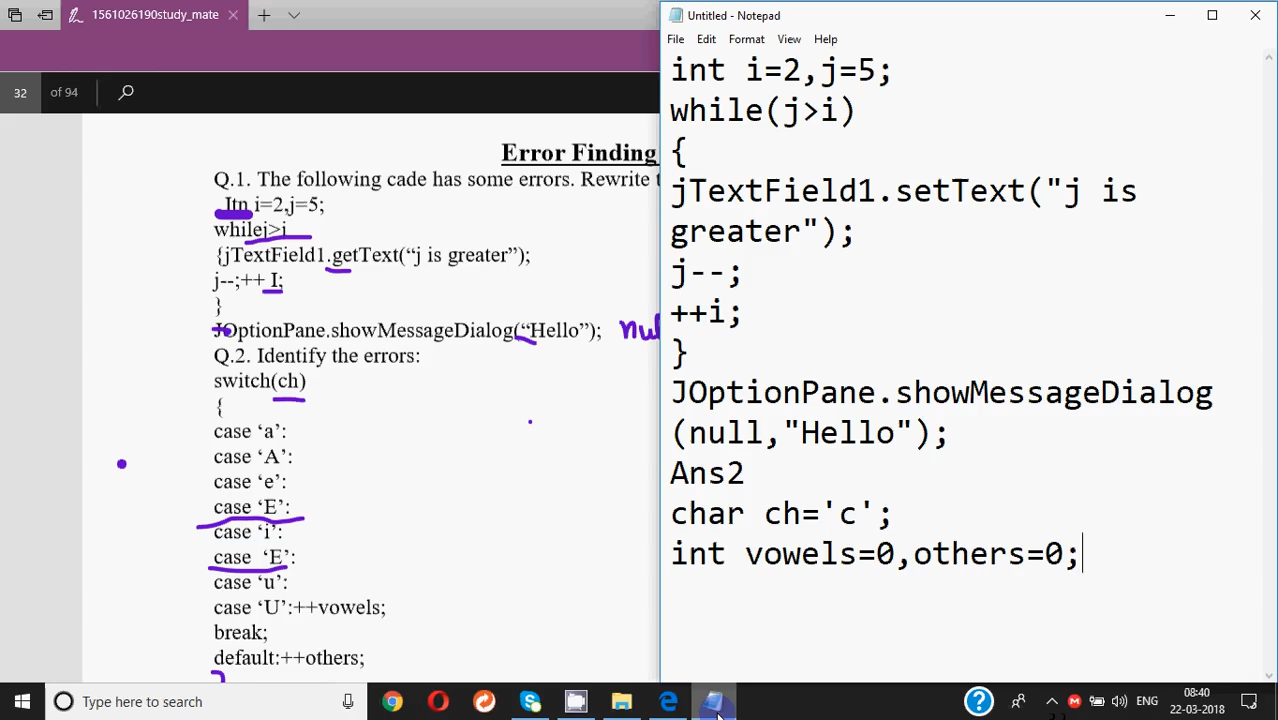 1561026190study_mate
32 of 94
Error Finding
Q.1. The following cade has some errors. Rewrite t
Itn i=2,j=5;
whilej>i
{jTextField1.getText(“j is greater”);
j--;++ I;
}
JOptionPane.showMessageDialog(“Hello”); nul
Q.2. Identify the errors:
switch(ch)
{
case ‘a’:
case ‘A’:
case ‘e’:
case ‘E’:
case ‘i’:
case ‘E’:
case ‘u’:
case ‘U’:++vowels;
break;
default:++others;
Untitled - Notepad
File Edit Format View Help
int i=2,j=5;
while(j>i)
{
jTextField1.setText("j is
greater");
j--;
++i;
}
JOptionPane.showMessageDialog
(null,"Hello");
Ans2
char ch='c';
int vowels=0,others=0;
Type here to search
ENG
08:40
22-03-2018